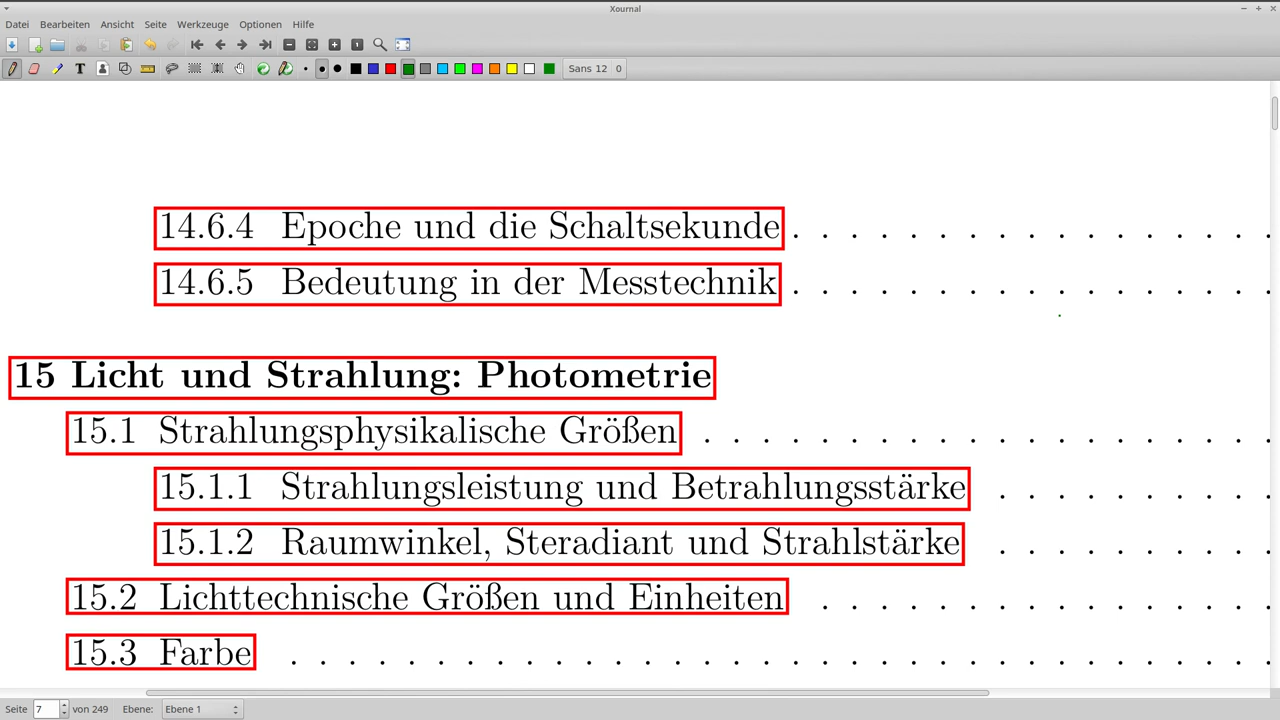 Xournal
Datei Bearbeiten Ansicht Seite Werkzeuge Optionen Hilfe
Sans 12 0
14.6.4 Epoche und die Schaltsekunde . . . . . . . . . . . . . . . . .
14.6.5 Bedeutung in der Messtechnik . . . . . . . . . . . . . . . . .
15 Licht und Strahlung: Photometrie
15.1 Strahlungsphysikalische Größen . . . . . . . . . . . . . . . . . . . .
15.1.1 Strahlungsleistung und Betrahlungsstärke . . . . . . . . . .
15.1.2 Raumwinkel, Steradiant und Strahlstärke . . . . . . . . . .
15.2 Lichttechnische Größen und Einheiten . . . . . . . . . . . . . . . .
15.3 Farbe . . . . . . . . . . . . . . . . . . . . . . . . . . . . . . . . . .
Seite 7 von 249 Ebene: Ebene 1